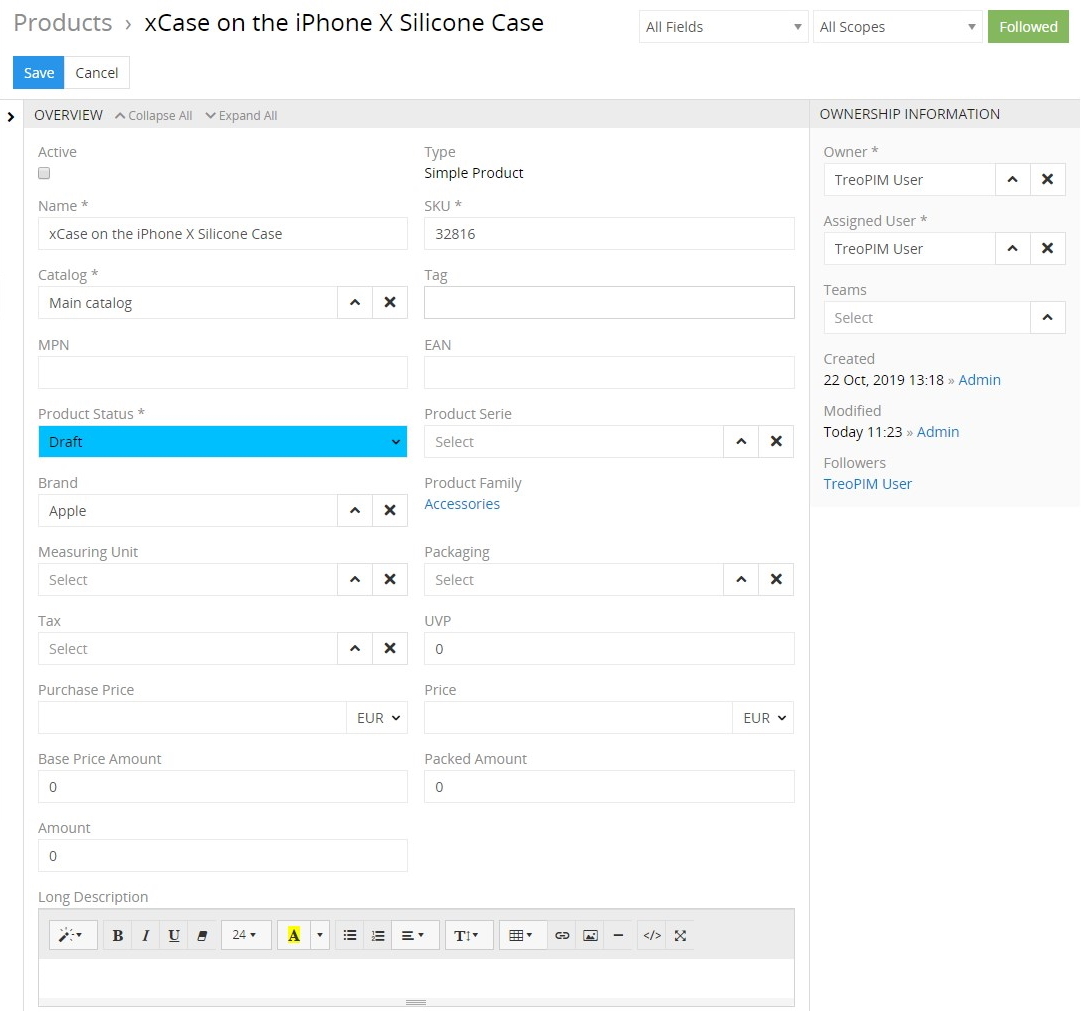 Products › xCase on the iPhone X Silicone Case
All Fields
All Scopes
Followed
Save
Cancel
OVERVIEW
Collapse All
Expand All
Active
Type
Simple Product
Name *
xCase on the iPhone X Silicone Case
SKU *
32816
Catalog *
Main catalog
Tag
MPN
EAN
Product Status *
Draft
Product Serie
Select
Brand
Apple
Product Family
Accessories
Measuring Unit
Select
Packaging
Select
Tax
Select
UVP
0
Purchase Price
EUR
Price
EUR
Base Price Amount
0
Packed Amount
0
Amount
0
Long Description
B I U 24 A T </>
OWNERSHIP INFORMATION
Owner *
TreoPIM User
Assigned User *
TreoPIM User
Teams
Select
Created
22 Oct, 2019 13:18 » Admin
Modified
Today 11:23 » Admin
Followers
TreoPIM User